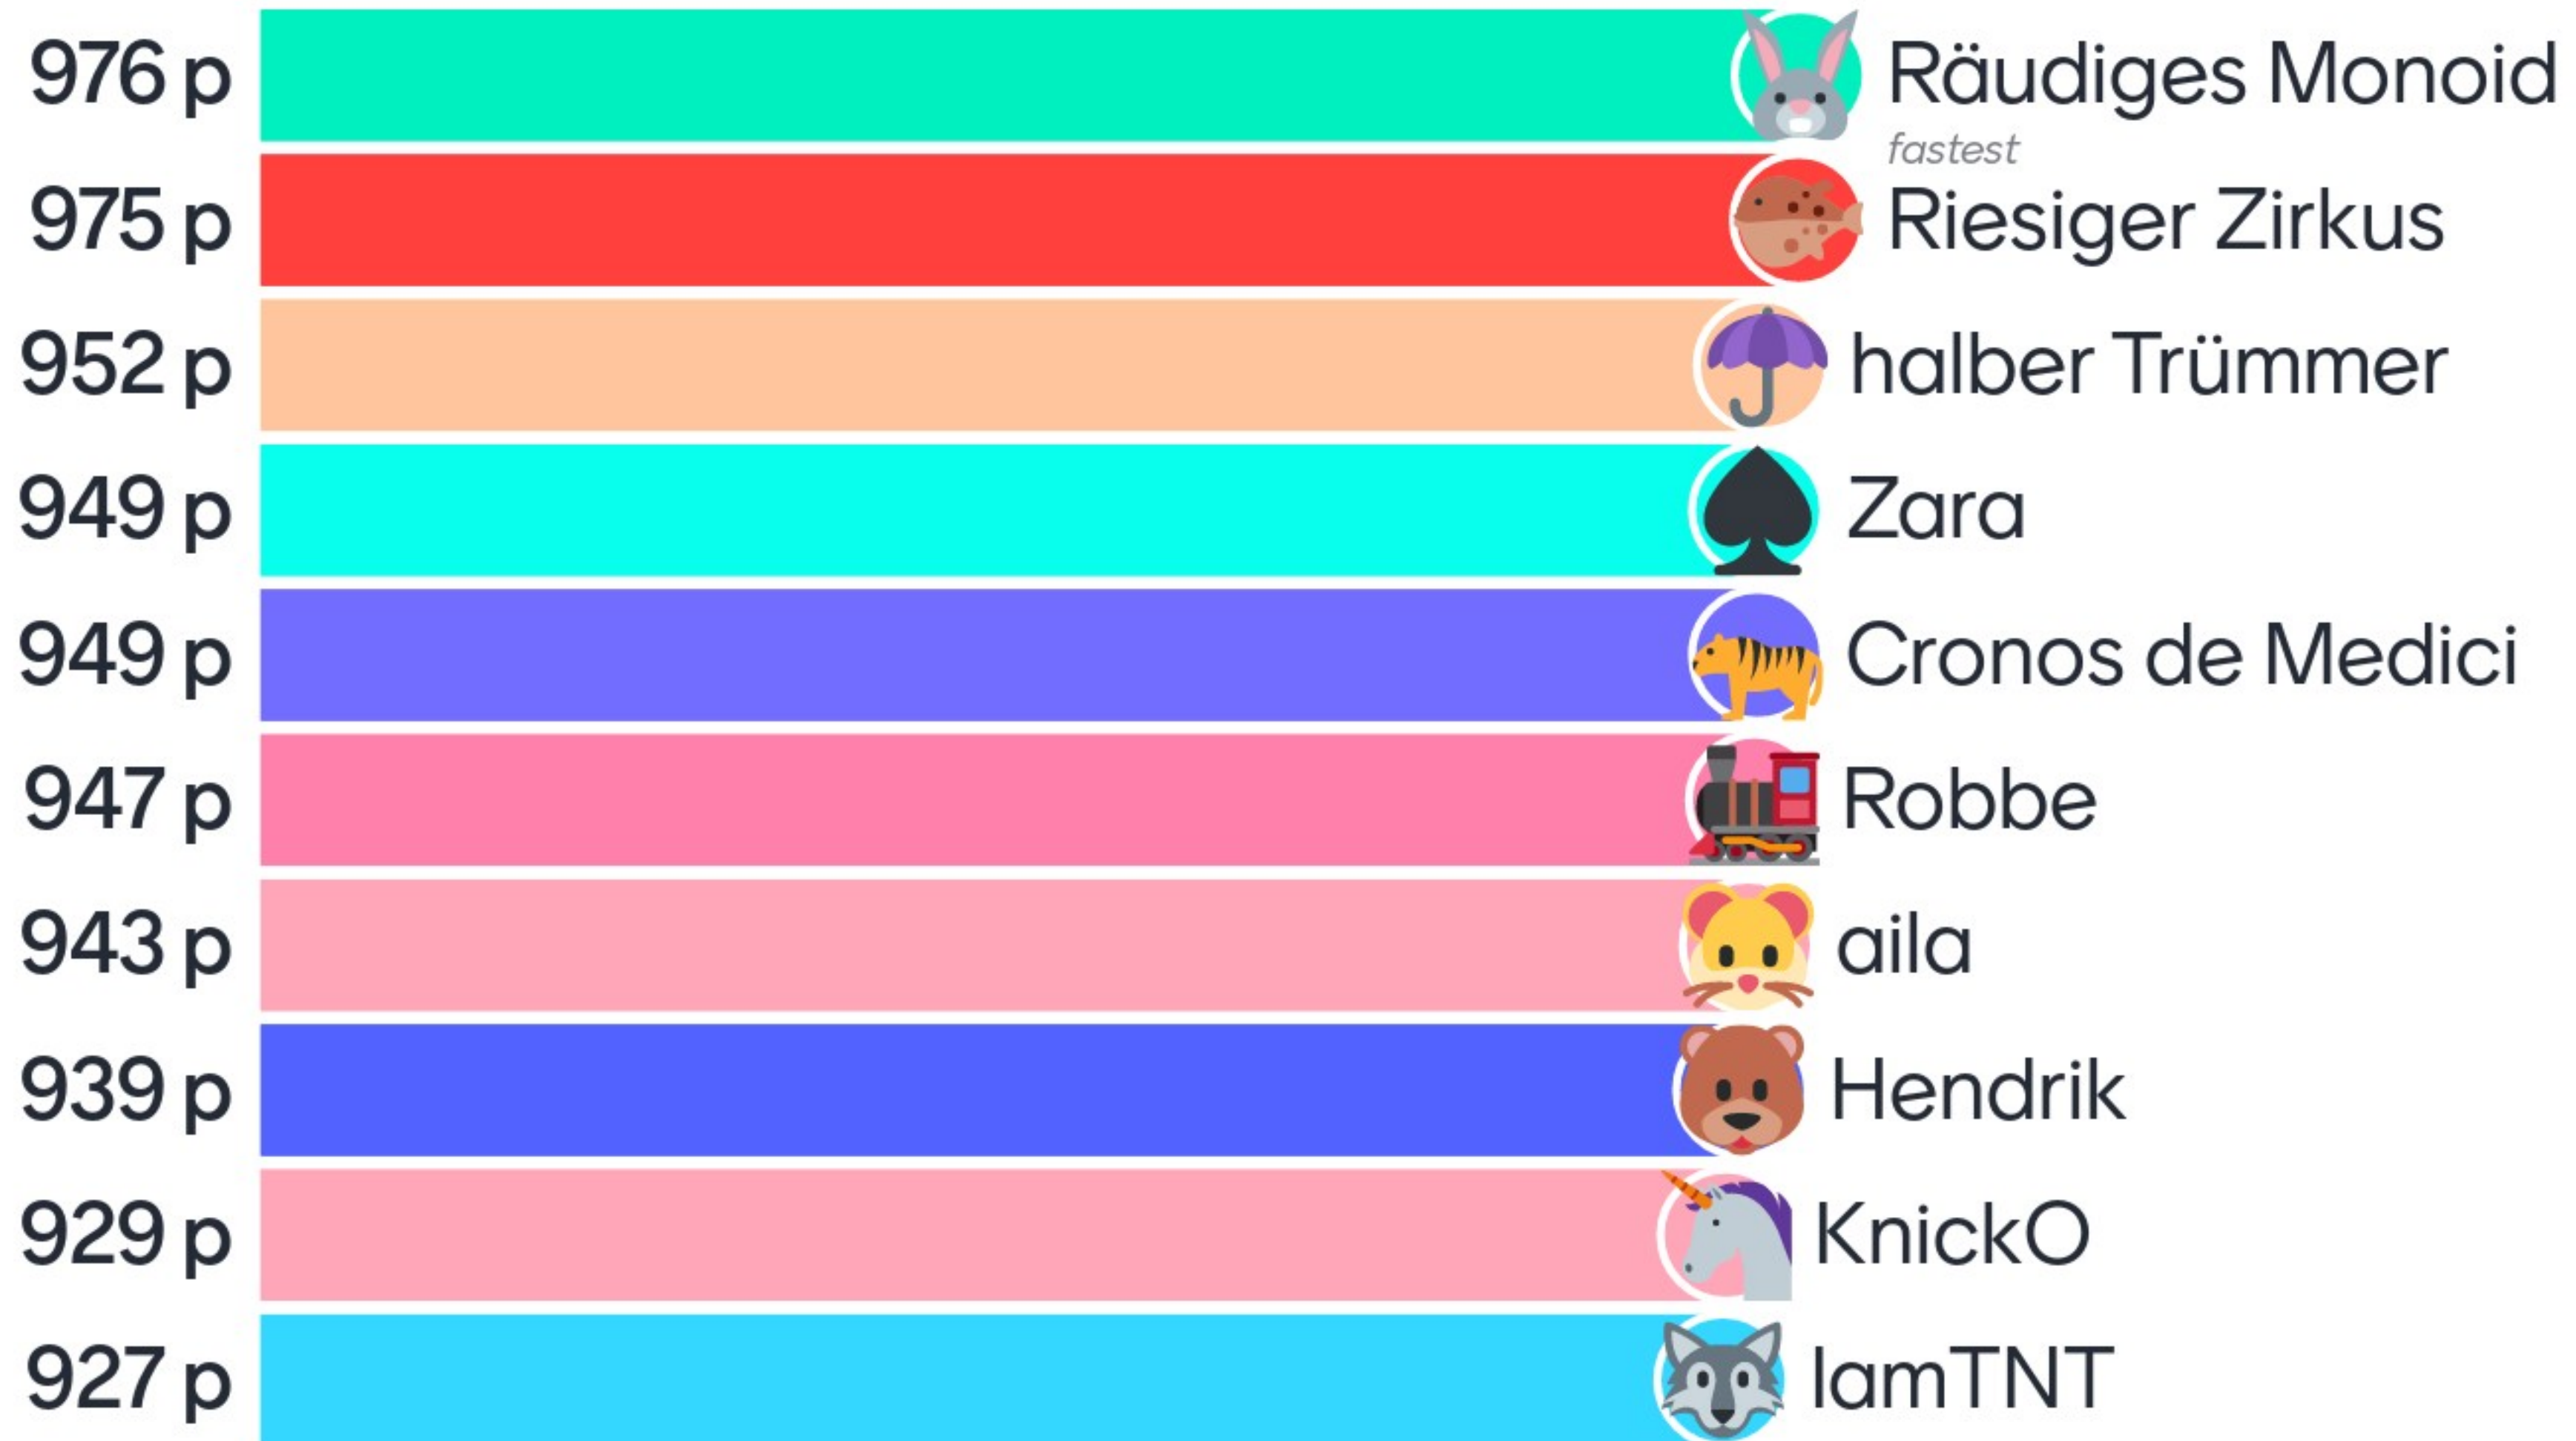 976 p Räudiges Monoid
fastest
975 p Riesiger Zirkus
952 p halber Trümmer
949 p Zara
949 p Cronos de Medici
947 p Robbe
943 p aila
939 p Hendrik
929 p KnickO
927 p IamTNT